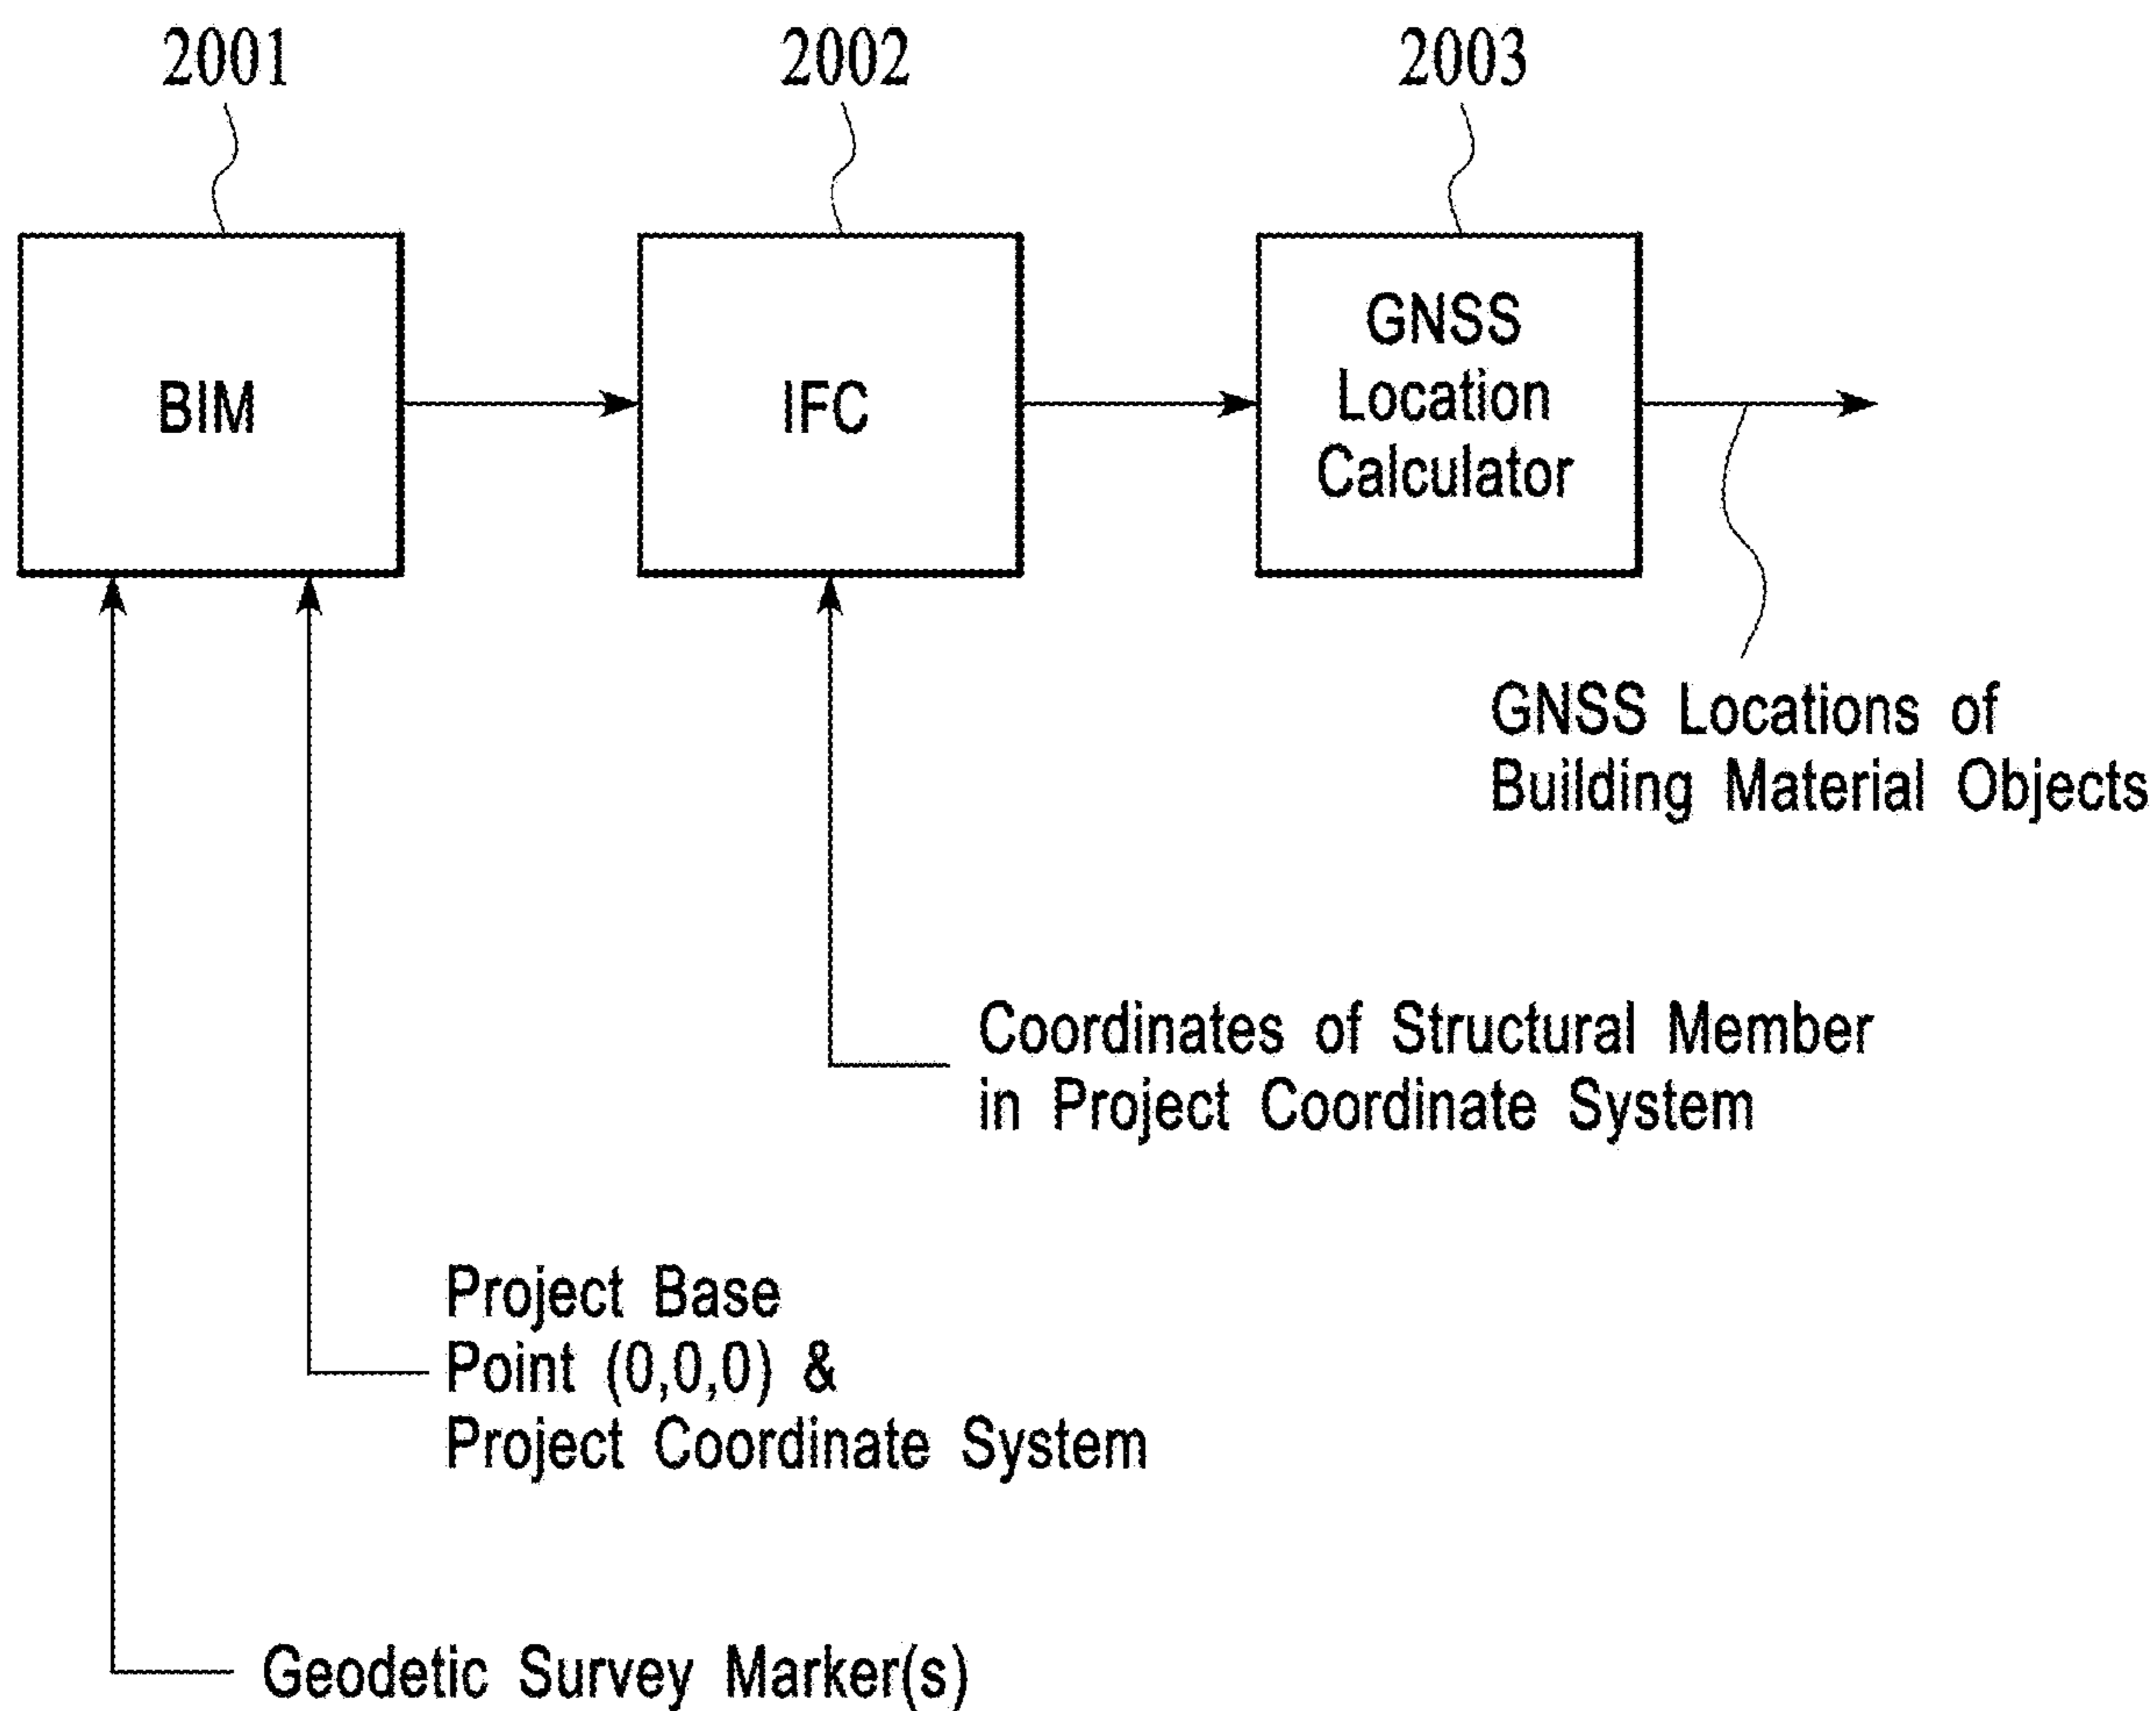 2001
2002
2003
BIM
IFC
GNSS
Location
Calculator
GNSS Locations of
Building Material Objects
Coordinates of Structural Member
in Project Coordinate System
Project Base
Point (0,0,0) &
Project Coordinate System
Geodetic Survey Marker(s)